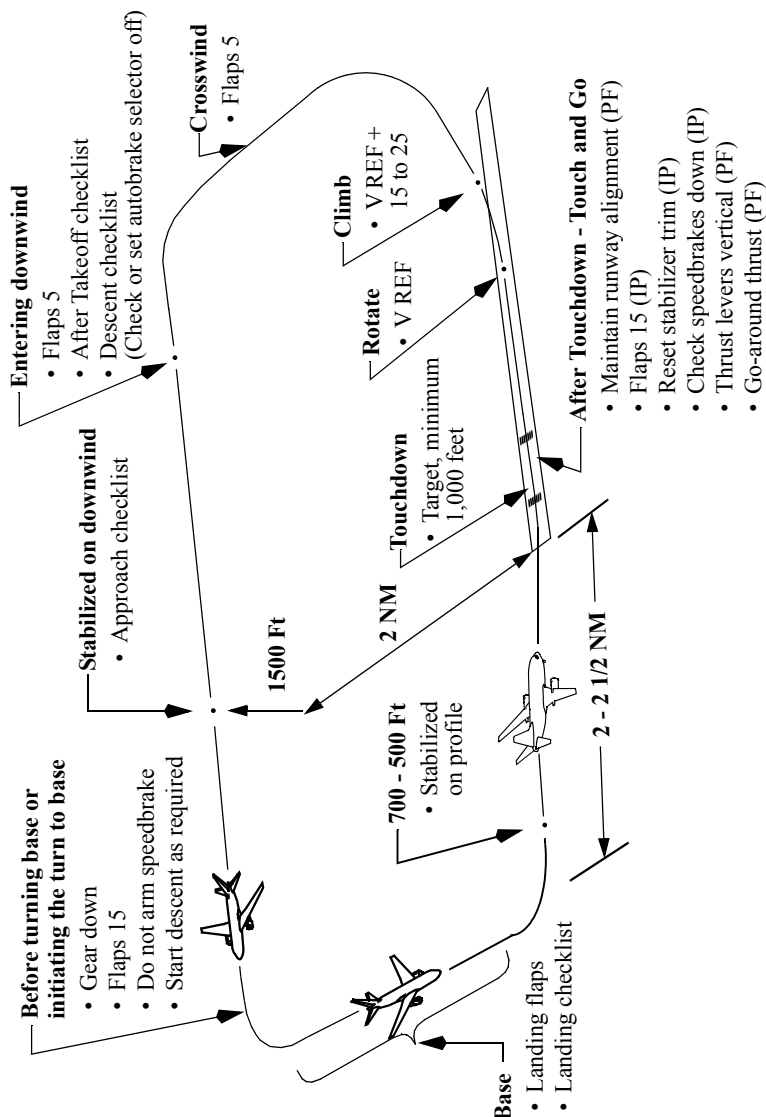 Before turning base or
initiating the turn to base
• Gear down
• Flaps 15
• Do not arm speedbrake
• Start descent as required
Stabilized on downwind
• Approach checklist
Entering downwind
• Flaps 5
• After Takeoff checklist
• Descent checklist
(Check or set autobrake selector off)
Crosswind
• Flaps 5
1500 Ft
2 NM
Climb
• V REF +
15 to 25
Rotate
• V REF
Touchdown
• Target, minimum
1,000 feet
700 - 500 Ft
• Stabilized
on profile
Base
• Landing flaps
• Landing checklist
2 - 2 1/2 NM
After Touchdown - Touch and Go
• Maintain runway alignment (PF)
• Flaps 15 (IP)
• Reset stabilizer trim (IP)
• Check speedbrakes down (IP)
• Thrust levers vertical (PF)
• Go-around thrust (PF)